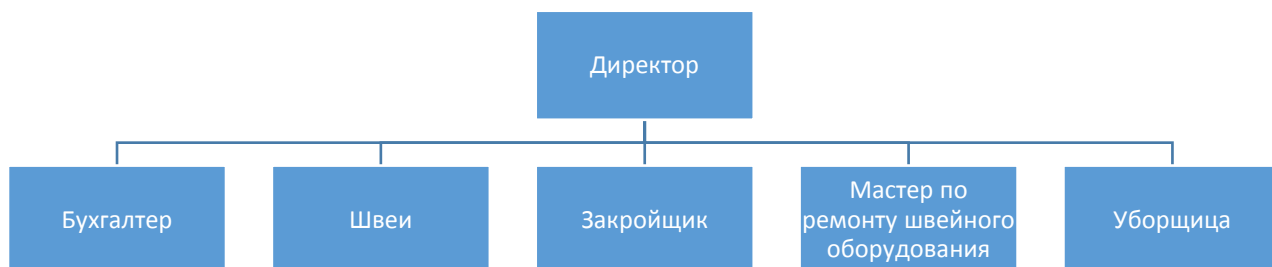 Директор
Бухгалтер
Швеи
Закройщик
Мастер по
ремонту швейного
оборудования
Уборщица